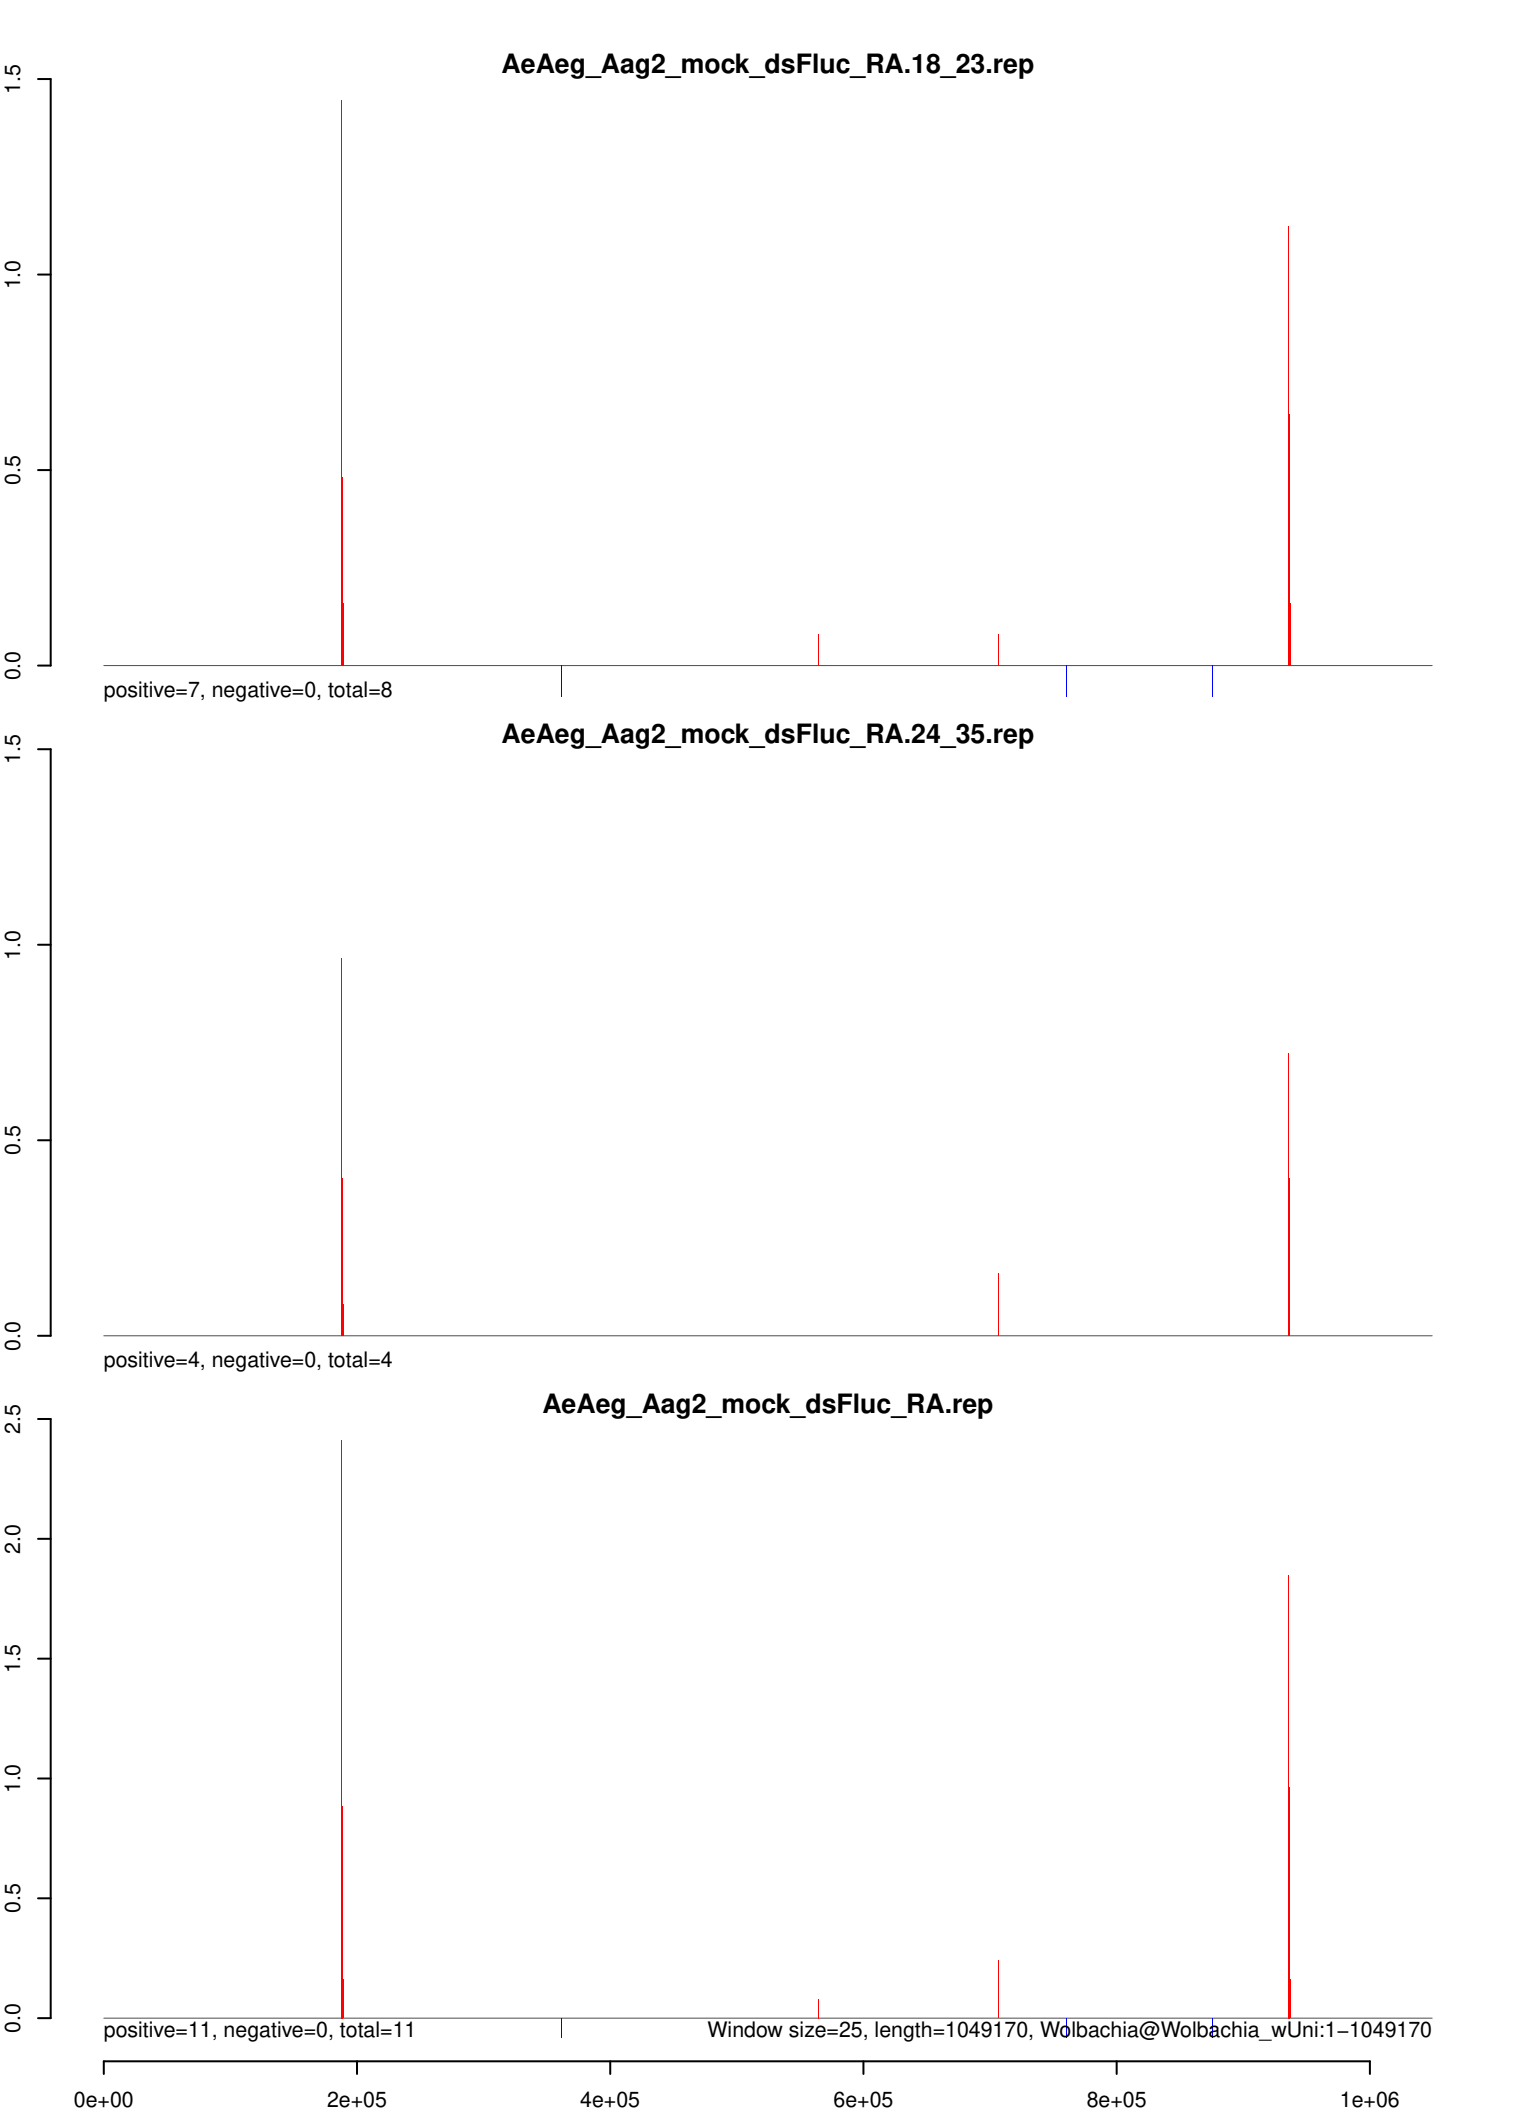 AeAeg_Aag2_mock_dsFluc_RA.18_23.rep
1.5
1.0
0.5
0.0
positive=7, negative=0, total=8
AeAeg_Aag2_mock_dsFluc_RA.24_35.rep
1.5
1.0
0.5
0.0
positive=4, negative=0, total=4
AeAeg_Aag2_mock_dsFluc_RA.rep
2.5
2.0
1.5
1.0
0.5
0.0
positive=11, negative=0, total=11
Window size=25, length=1049170, Wolbachia@Wolbachia_wUni:1−1049170
0e+00 2e+05 4e+05 6e+05 8e+05 1e+06